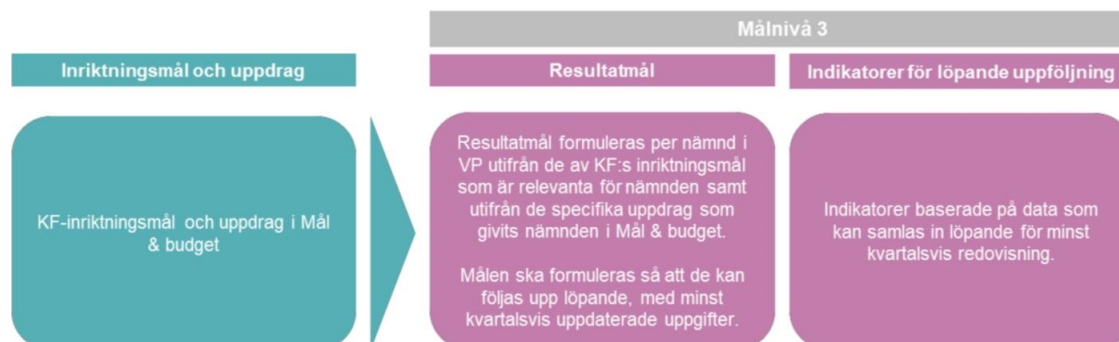 Målnivå 3
Inriktningsmål och uppdrag
Resultatmål
Indikatorer för löpande uppföljning
KF-inriktningsmål och uppdrag i Mål
& budget
Resultatmål formuleras per nämnd i
VP utifrån de av KF:s inriktningsmål
som är relevanta för nämnden samt
utifrån de specifika uppdrag som
givits nämnden i Mål & budget.
Målen ska formuleras så att de kan
följas upp löpande, med minst
kvartalsvis uppdaterade uppgifter.
Indikatorer baserade på data som
kan samlas in löpande för minst
kvartalsvis redovisning.